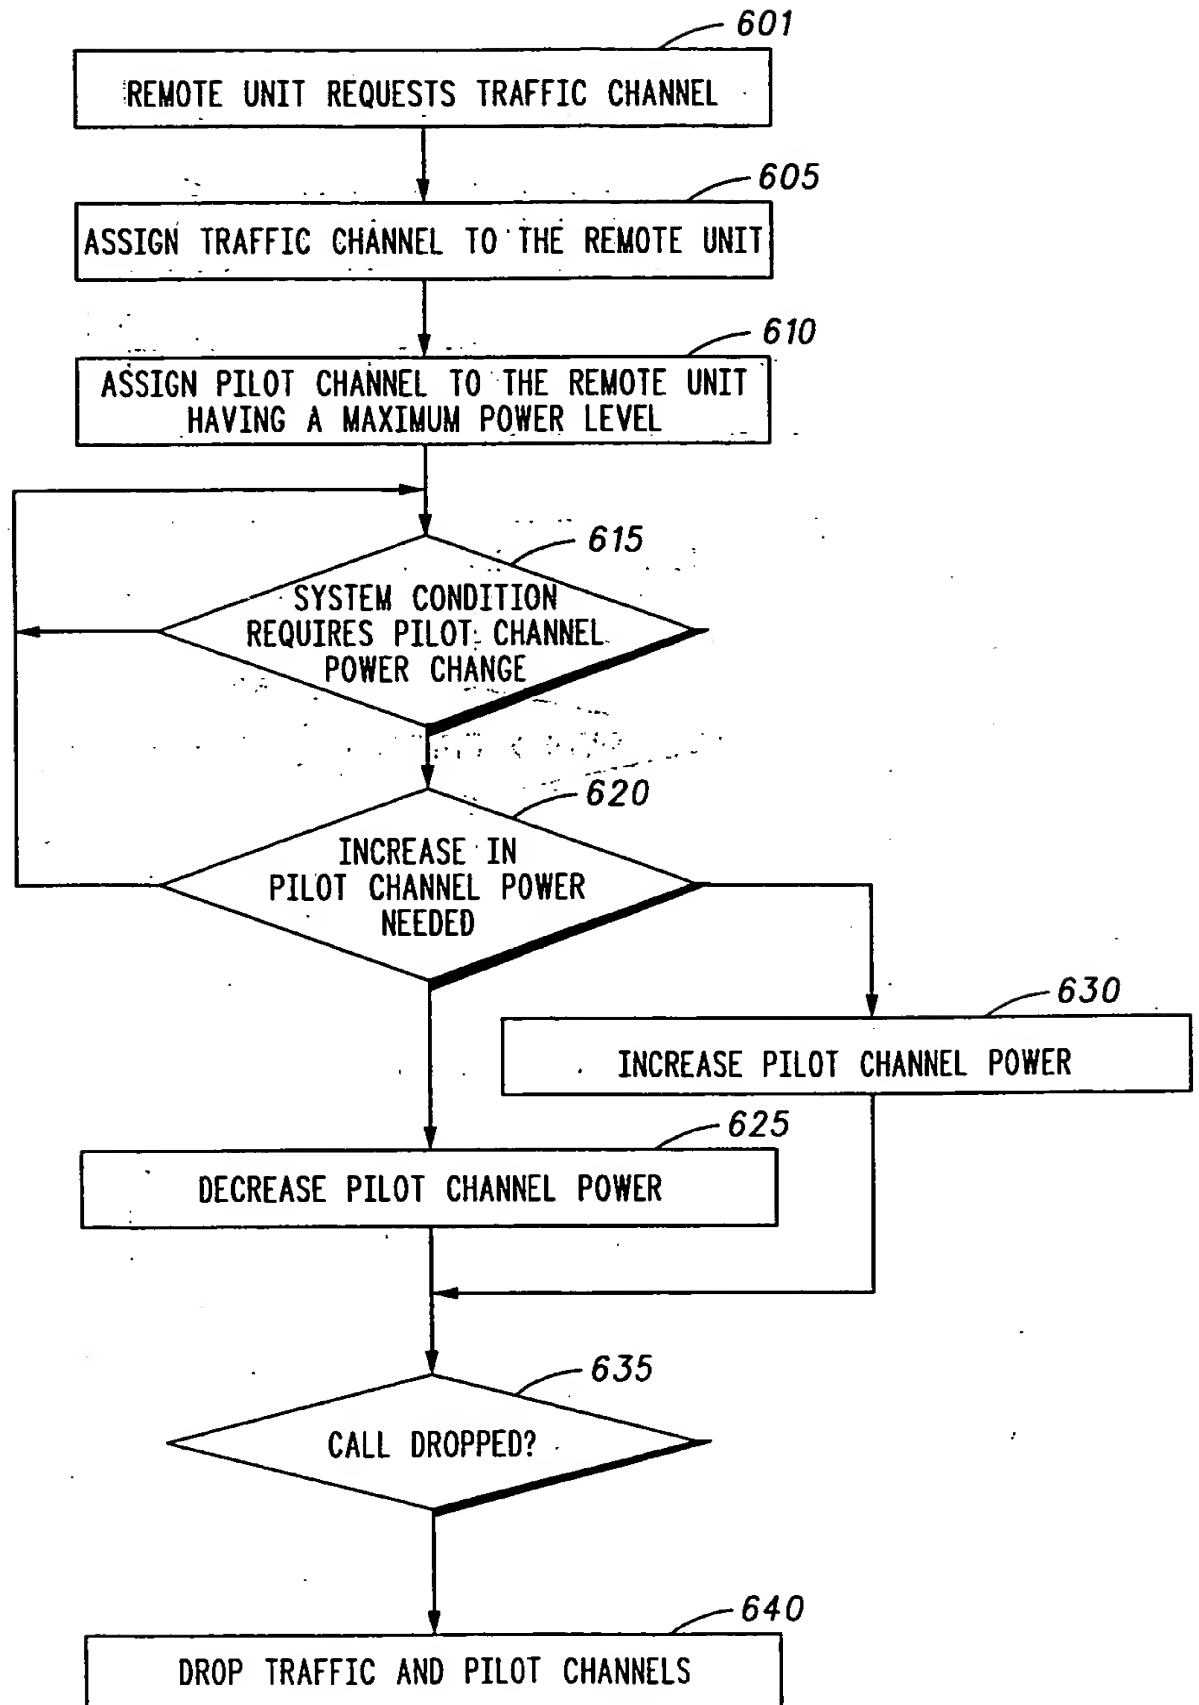 601
REMOTE UNIT REQUESTS TRAFFIC CHANNEL
605
ASSIGN TRAFFIC CHANNEL TO THE REMOTE UNIT
610
ASSIGN PILOT CHANNEL TO THE REMOTE UNIT
HAVING A MAXIMUM POWER LEVEL
615
SYSTEM CONDITION
REQUIRES PILOT CHANNEL
POWER CHANGE
620
INCREASE IN
PILOT CHANNEL POWER
NEEDED
630
INCREASE PILOT CHANNEL POWER
625
DECREASE PILOT CHANNEL POWER
635
CALL DROPPED?
640
DROP TRAFFIC AND PILOT CHANNELS